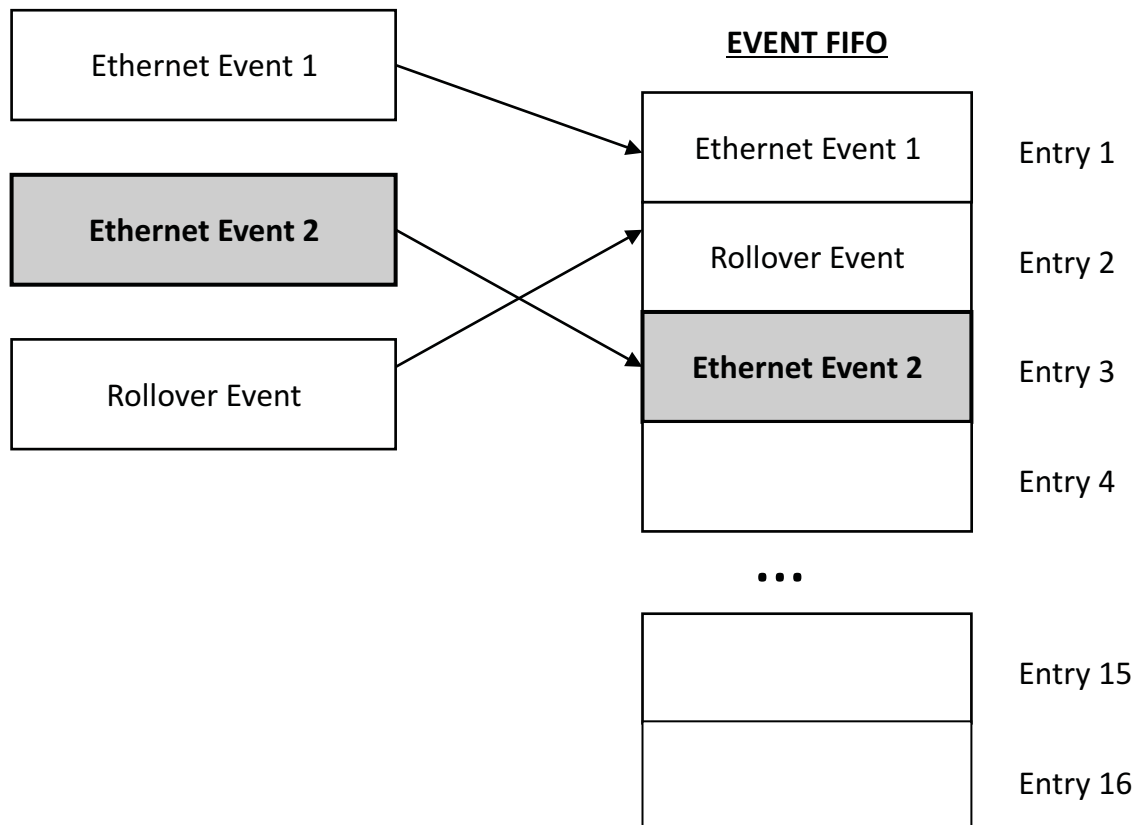 Ethernet Event 1
Ethernet Event 2
Rollover Event
EVENT FIFO
Ethernet Event 1
Entry 1
Rollover Event
Entry 2
Ethernet Event 2
Entry 3
Entry 4
...
Entry 15
Entry 16